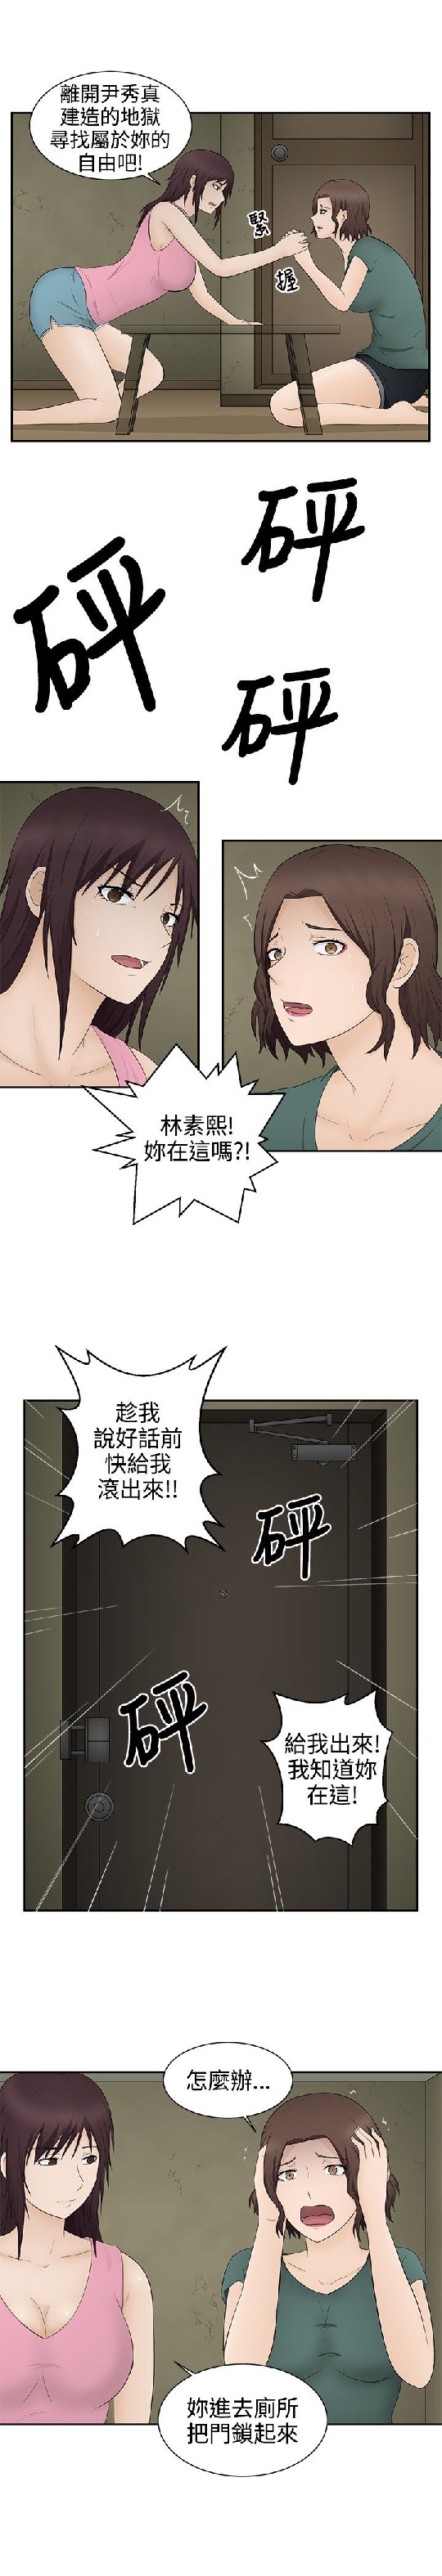 離開尹秀真
建造的地獄
尋找屬於妳的
自由吧!
緊
握
砰
砰
砰
林素熙!
妳在這嗎?!
趁我
說好話前
快給我
滾出來!!
砰
砰
給我出來!
我知道妳
在這!
怎麼辦...
妳進去廁所
把門鎖起來